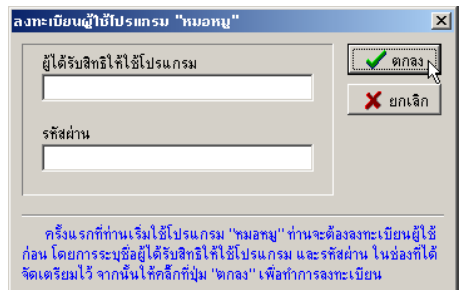 ลงทะเบียนผู้ใช้โปรแกรม "หมอหมู"
ผู้ได้รับสิทธิให้ใช้โปรแกรม
ตกลง
ยกเลิก
รหัสผ่าน
ครั้งแรกที่ท่านเริ่มใช้โปรแกรม "หมอหมู" ท่านจะต้องลงทะเบียนผู้ใช้
ก่อน โดยการระบุชื่อผู้ได้รับสิทธิให้ใช้โปรแกรม และรหัสผ่าน ในช่องที่ได้
จัดเตรียมไว้ จากนั้นให้คลิ๊กที่ปุ่ม "ตกลง" เพื่อทำการลงทะเบียน